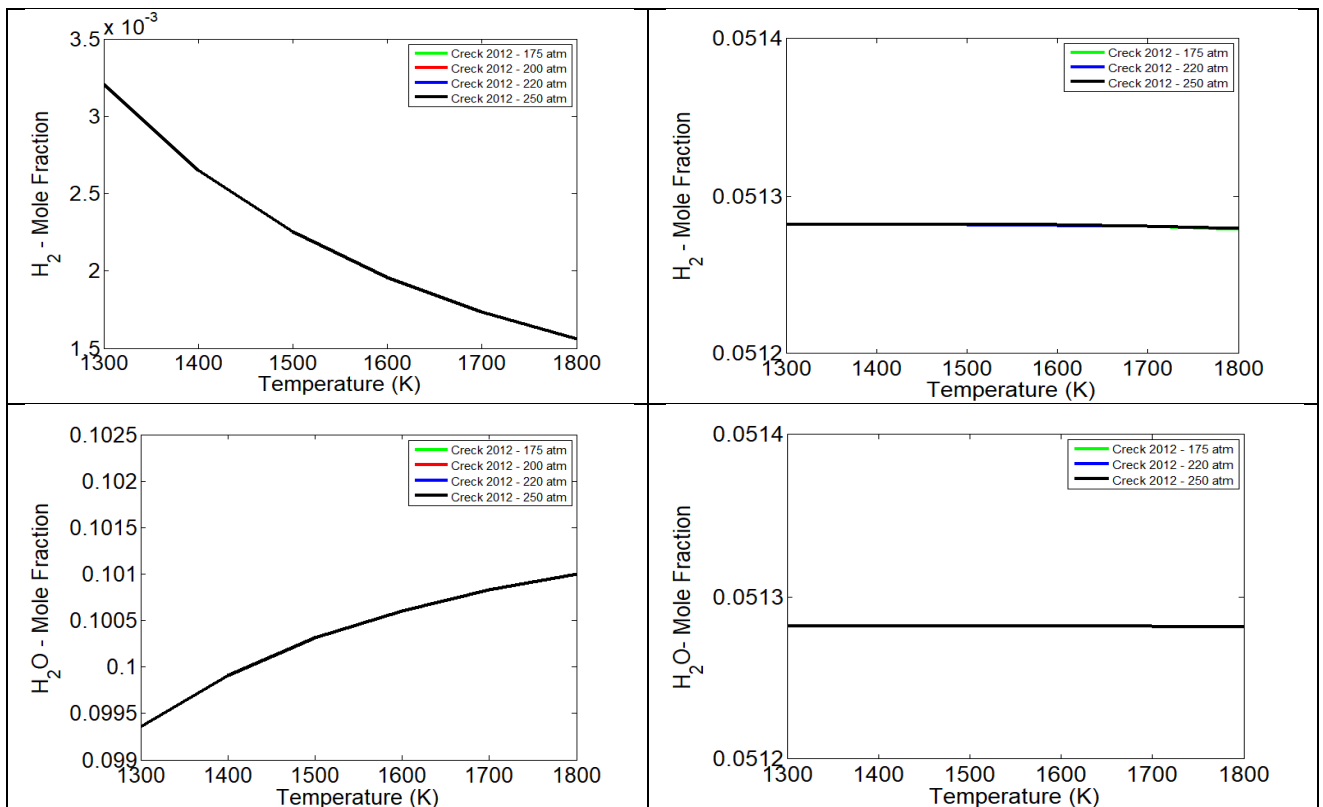 x 10⁻³
3.5
3
2.5
2
1.5
H₂ - Mole Fraction
Creck 2012 - 175 atm
Creck 2012 - 200 atm
Creck 2012 - 220 atm
Creck 2012 - 250 atm
1300 1400 1500 1600 1700 1800
Temperature (K)
0.0514
0.0513
0.0512
H₂ - Mole Fraction
Creck 2012 - 175 atm
Creck 2012 - 220 atm
Creck 2012 - 250 atm
1300 1400 1500 1600 1700 1800
Temperature (K)
0.1025
0.102
0.1015
0.101
0.1005
0.1
0.0995
0.099
H₂O - Mole Fraction
Creck 2012 - 175 atm
Creck 2012 - 200 atm
Creck 2012 - 220 atm
Creck 2012 - 250 atm
1300 1400 1500 1600 1700 1800
Temperature (K)
0.0514
0.0513
0.0512
H₂O- Mole Fraction
Creck 2012 - 175 atm
Creck 2012 - 220 atm
Creck 2012 - 250 atm
1300 1400 1500 1600 1700 1800
Temperature (K)